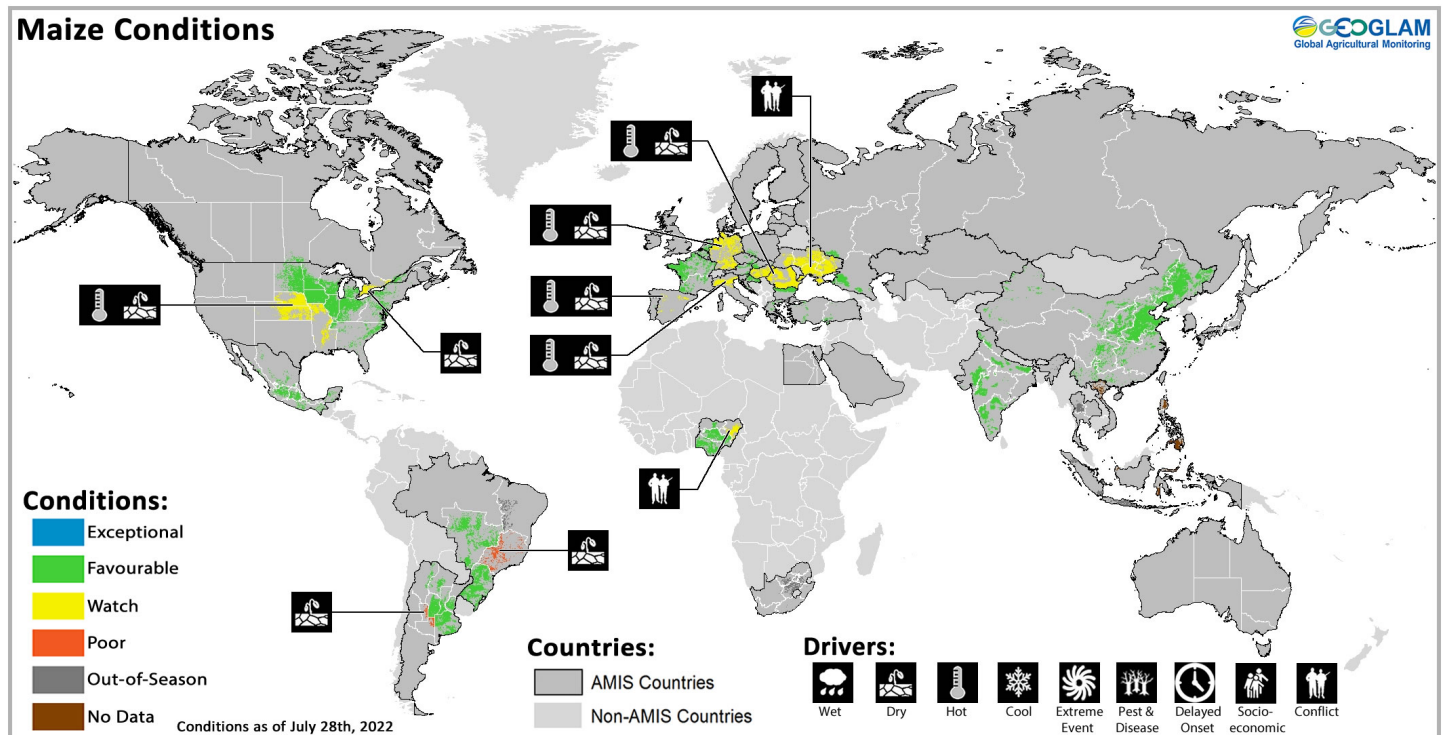 Maize Conditions
GEOGLAM
Global Agricultural Monitoring
Conditions:
Exceptional
Favourable
Watch
Poor
Out-of-Season
No Data
Conditions as of July 28th, 2022
Countries:
AMIS Countries
Non-AMIS Countries
Drivers:
Wet
Dry
Hot
Cool
Extreme
Event
Pest &
Disease
Delayed
Onset
Socio-
economic
Conflict